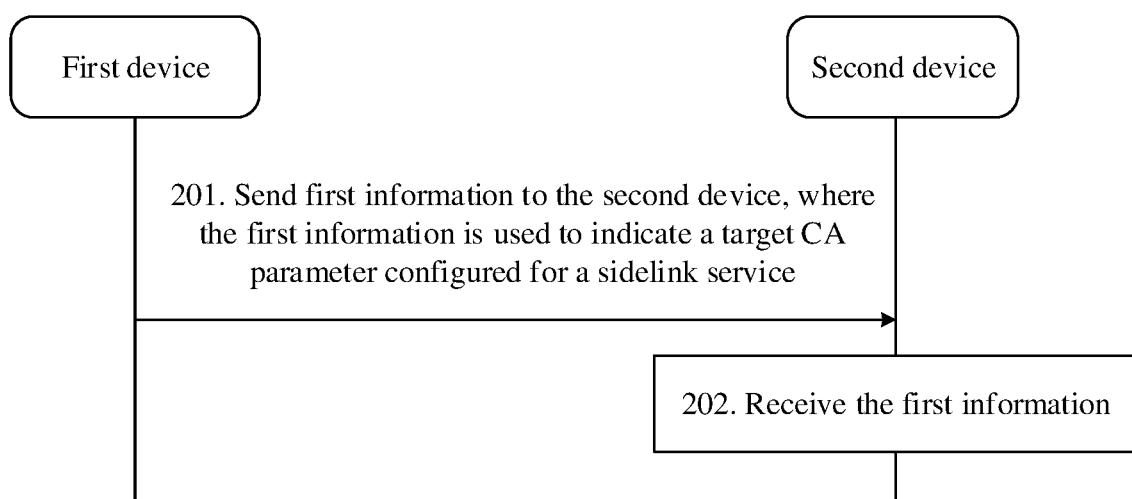 First device
Second device
201. Send first information to the second device, where
the first information is used to indicate a target CA
parameter configured for a sidelink service
202. Receive the first information